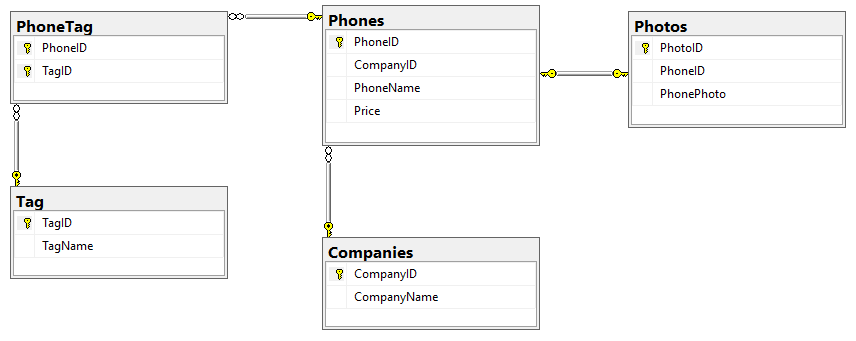 PhoneTag
PhoneID
TagID
Phones
PhoneID
CompanyID
PhoneName
Price
Photos
PhotoID
PhoneID
PhonePhoto
Tag
TagID
TagName
Companies
CompanyID
CompanyName